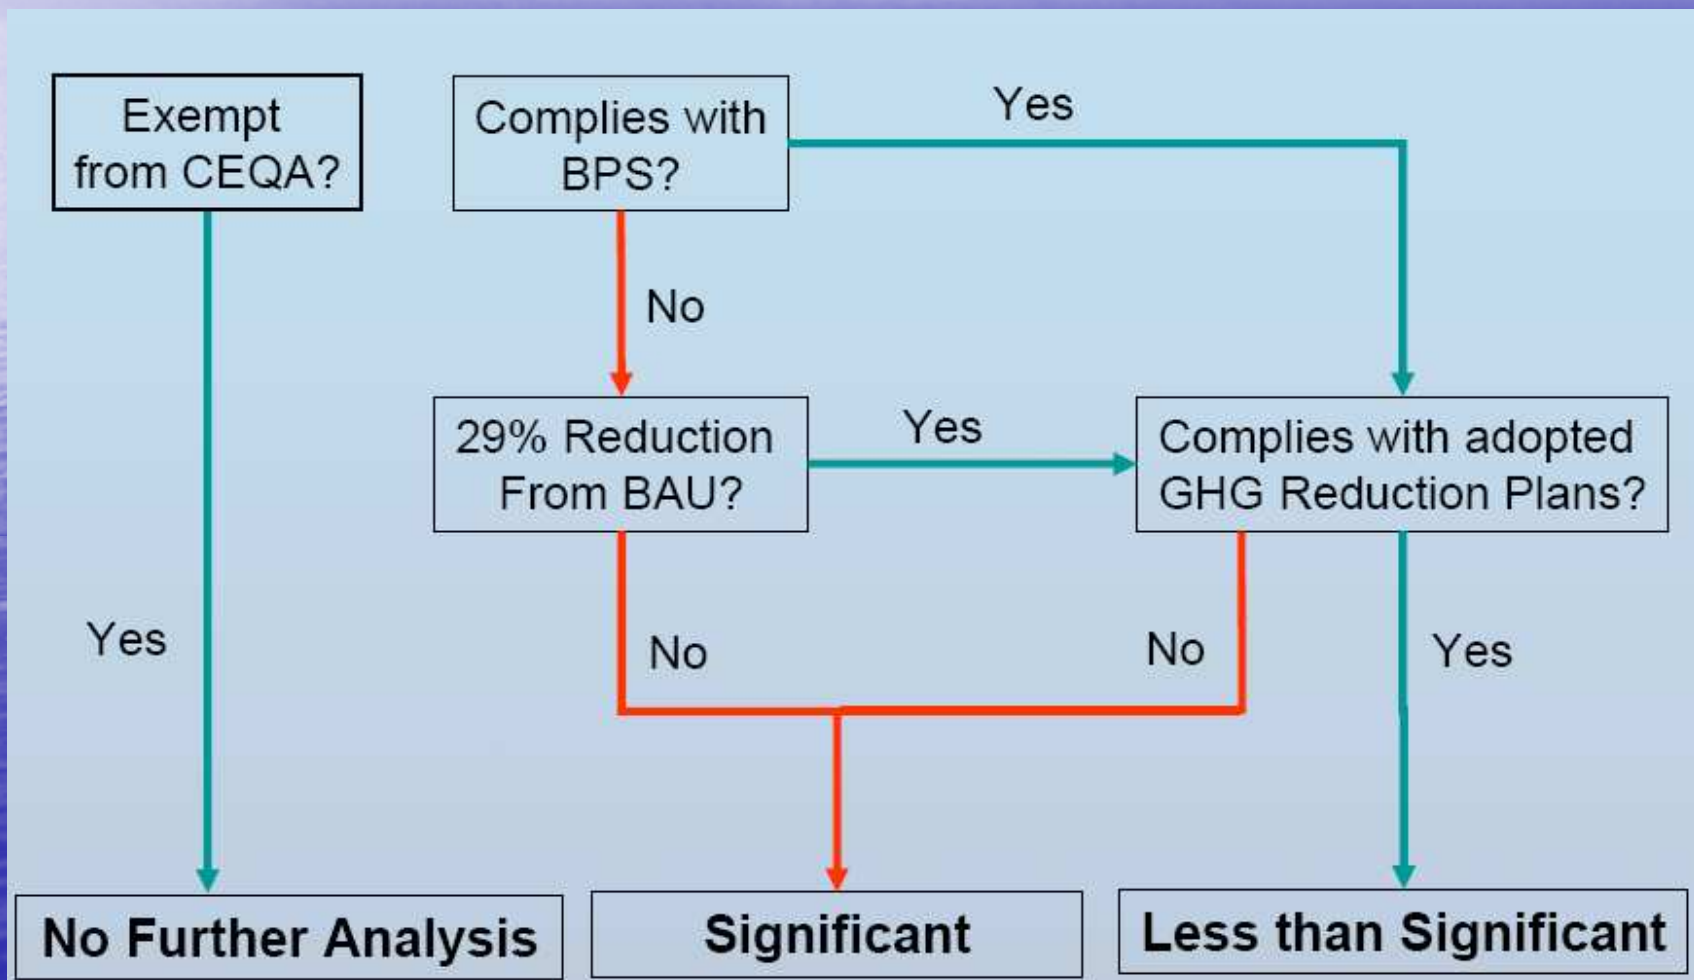 Exempt
from CEQA?
Complies with
BPS?
Yes
No
29% Reduction
From BAU?
Yes
Complies with adopted
GHG Reduction Plans?
Yes
No
No
Yes
No Further Analysis
Significant
Less than Significant